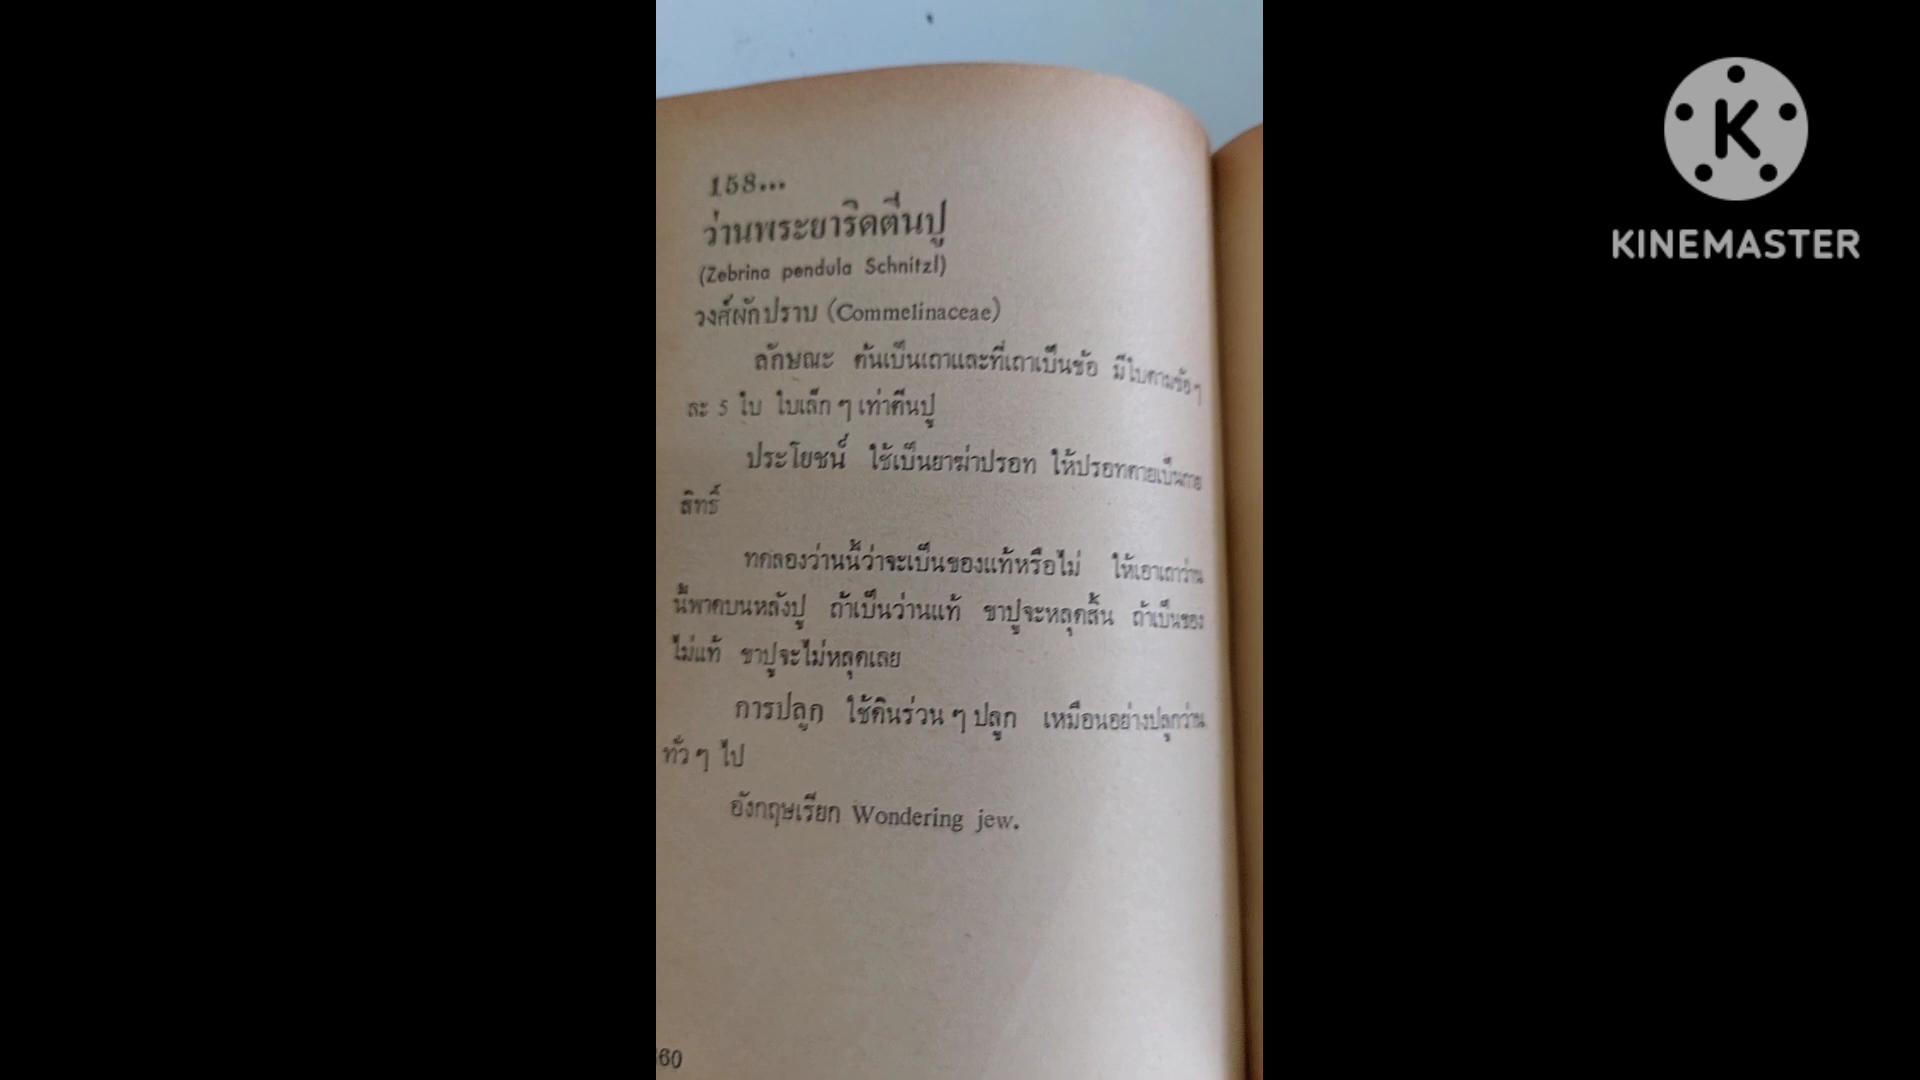 158...
ว่านพระยาริดตีนปู
(Zebrina pendula Schnitzl)
วงศ์ผักปราบ (Commelinaceae)
ลักษณะ ต้นเป็นเถาและที่เถาเป็นข้อ มีใบตามข้อๆ
ละ 5 ใบ ใบเล็ก ๆ เท่าตีนปู
ประโยชน์ ใช้เป็นยาฆ่าปรอท ให้ปรอทตายเป็นกาย
สิทธิ์
ทดลองว่านนี้ว่าจะเป็นของแท้หรือไม่ ให้เอาเถาว่าน
นี้พาดบนหลังปู ถ้าเป็นว่านแท้ ขาปูจะหลุดสิ้น ถ้าเป็นของ
ไม่แท้ ขาปูจะไม่หลุดเลย
การปลูก ใช้ดินร่วน ๆ ปลูก เหมือนอย่างปลูกว่าน
ทั่ว ๆ ไป
อังกฤษเรียก Wondering jew.
60
K
KINEMASTER